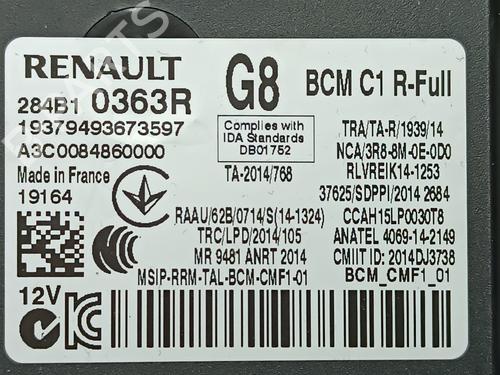 RENAULT
G8
BCM C1 R-Full
284B1 0363R
19379493673597
A3C0084860000
Complies with
IDA Standards
DB01752
TRA/TA-R/1939/14
NCA/3R8-8M-0E-0D0
RLVREIK14-1253
Made in France
19164
TA-2014/768
37625/SDPPI/2014 2684
RAAU/62B/0714/S(14-1324)
CCAH15LP0030T8
TRC/LPD/2014/105
ANATEL 4069-14-2149
MR 9481 ANRT 2014
CMIIT ID: 2014DJ3738
MSIP-RRM-TAL-BCM-CMF1-01
BCM_CMF1_01
12V